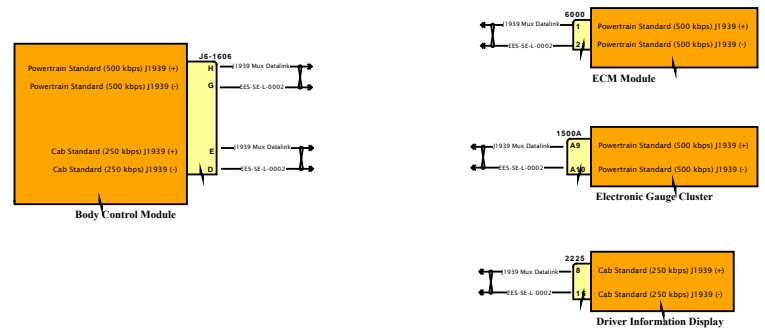 J6-1606
Powertrain Standard (500 kbps) J1939 (+)
H
J1939 Mux Datalink
Powertrain Standard (500 kbps) J1939 (-)
G
EES-SE-L-0002
Cab Standard (250 kbps) J1939 (+)
E
J1939 Mux Datalink
Cab Standard (250 kbps) J1939 (-)
D
EES-SE-L-0002
Body Control Module
6000
J1939 Mux Datalink
1
Powertrain Standard (500 kbps) J1939 (+)
EES-SE-L-0002
2
Powertrain Standard (500 kbps) J1939 (-)
ECM Module
1500A
J1939 Mux Datalink
A9
Powertrain Standard (500 kbps) J1939 (+)
EES-SE-L-0002
A10
Powertrain Standard (500 kbps) J1939 (-)
Electronic Gauge Cluster
2225
J1939 Mux Datalink
8
Cab Standard (250 kbps) J1939 (+)
EES-SE-L-0002
Cab Standard (250 kbps) J1939 (-)
Driver Information Display